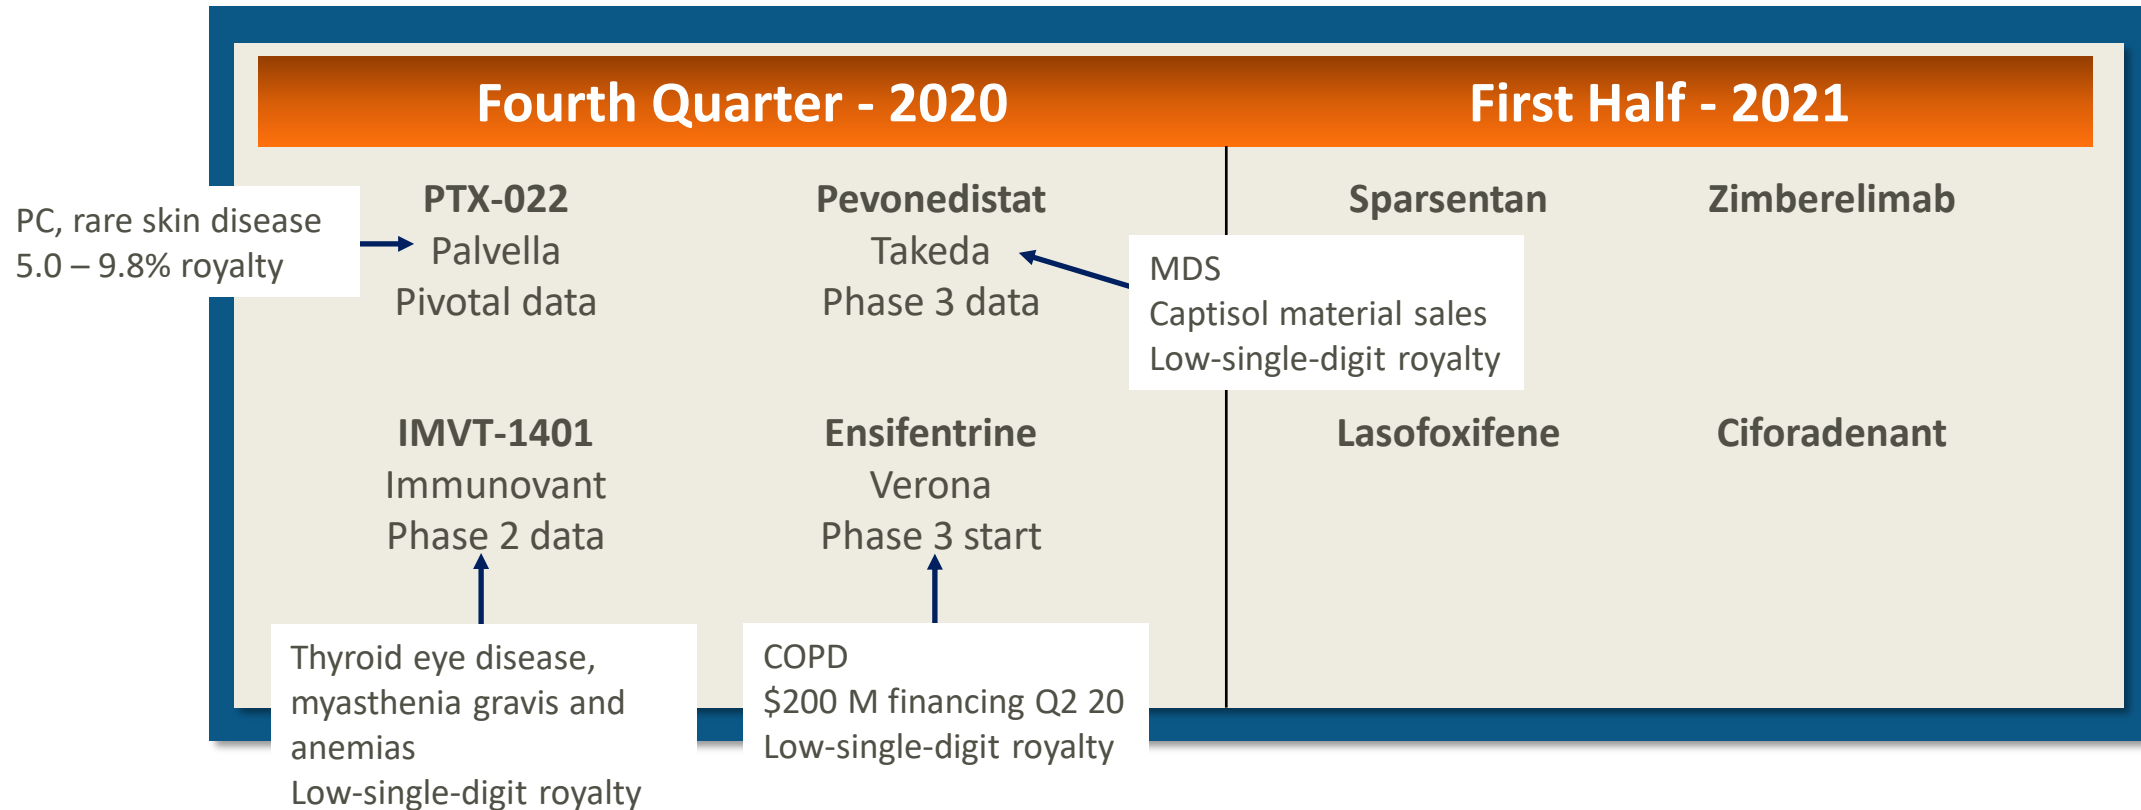 Fourth Quarter - 2020
First Half - 2021
PTX-022
Palvella
Pivotal data
PC, rare skin disease
5.0 – 9.8% royalty
Pevonedistat
Takeda
Phase 3 data
MDS
Captisol material sales
Low-single-digit royalty
Sparsentan
Zimberelimab
IMVT-1401
Immunovant
Phase 2 data
Thyroid eye disease,
myasthenia gravis and
anemias
Low-single-digit royalty
Ensifentrine
Verona
Phase 3 start
COPD
$200 M financing Q2 20
Low-single-digit royalty
Lasofoxifene
Ciforadenant